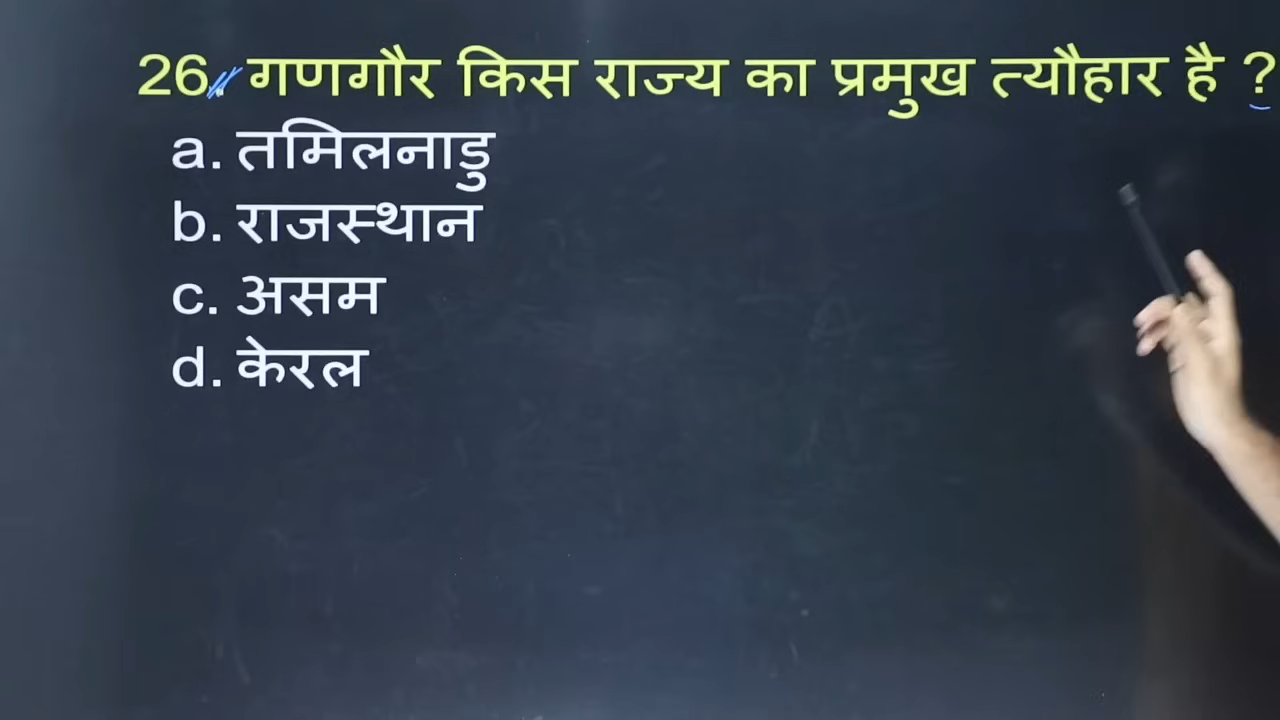 26. गणगौर किस राज्य का प्रमुख त्यौहार है ?
a. तमिलनाडु
b. राजस्थान
c. असम
d. केरल